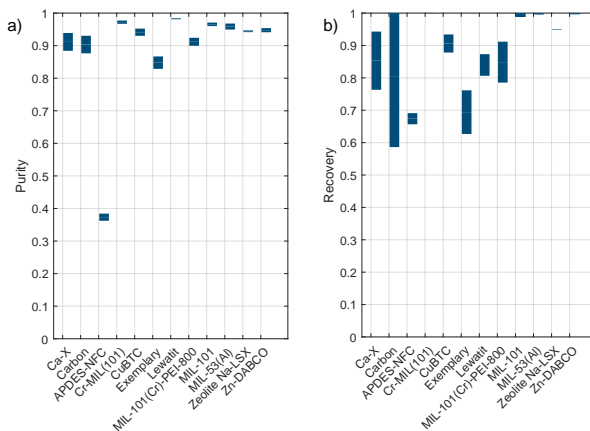 a)
1
0.9
0.8
0.7
0.6
0.5
0.4
0.3
0.2
0.1
0
Purity
Ca-X
Carbon
APDES-NFC
Cr-MIL(101)
CuBTC
Exemplary
Lewatit
MIL-101(Cr)-PEI-800
MIL-101
MIL-53(Al)
Zeolite Na-LSX
Zn-DABCO
b)
1
0.9
0.8
0.7
0.6
0.5
0.4
0.3
0.2
0.1
0
Recovery
Ca-X
Carbon
APDES-NFC
Cr-MIL(101)
CuBTC
Exemplary
Lewatit
MIL-101(Cr)-PEI-800
MIL-101
MIL-53(Al)
Zeolite Na-LSX
Zn-DABCO